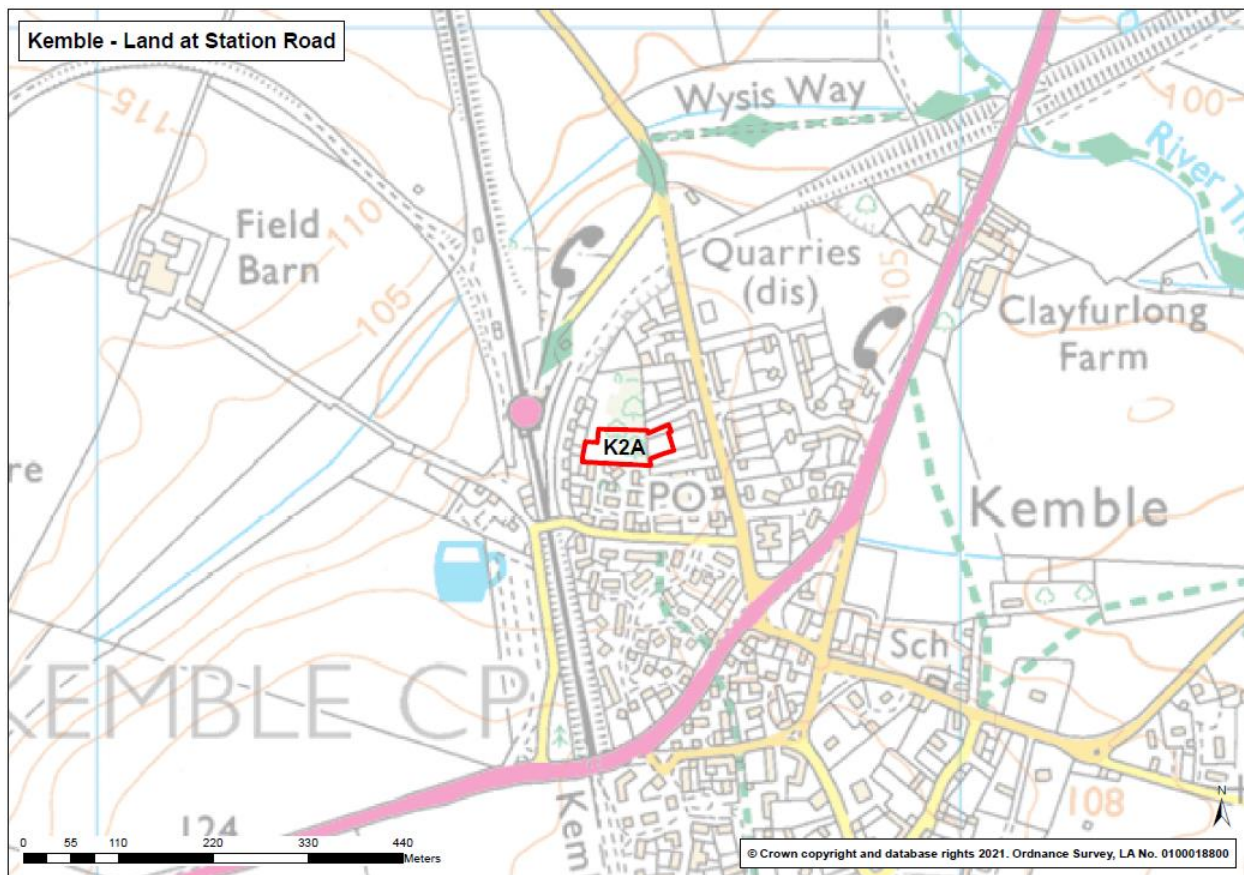 Kemble - Land at Station Road
115
Wysis Way
100
River Th
Field
Barn
110
105
Quarries
(dis)
105
Clayfurlong
Farm
K2A
re
PO
Kemble
Sch
KEMBLE CP
124
Kem
108
0 55 110 220 330 440
Meters
N
© Crown copyright and database rights 2021. Ordnance Survey, LA No. 0100018800